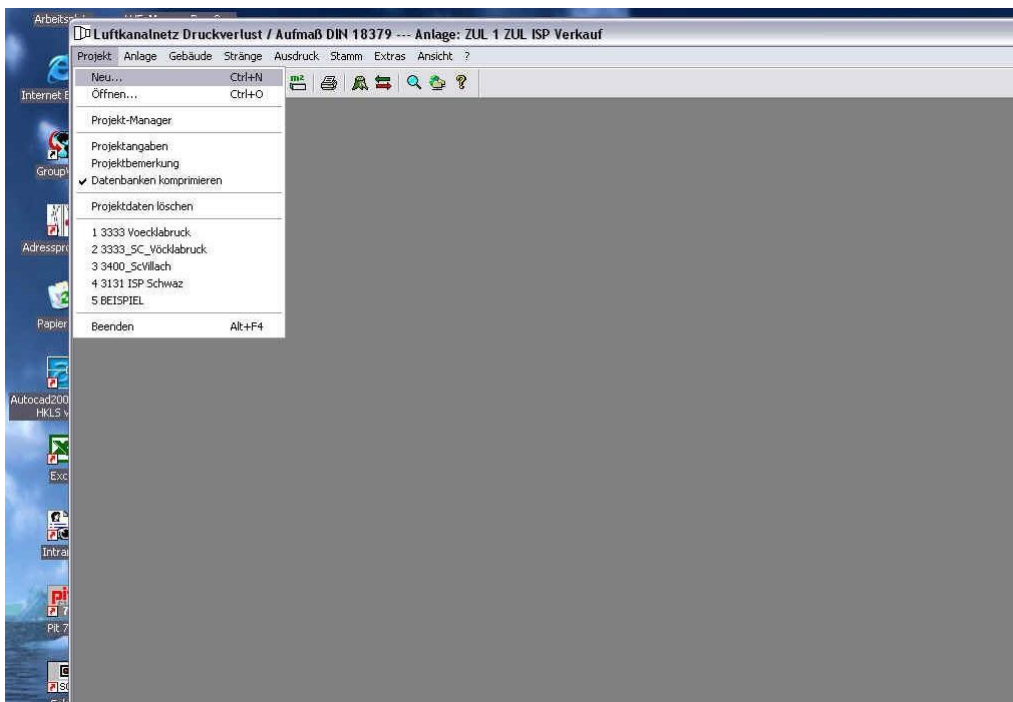 Luftkanalnetz Druckverlust / Aufmaß DIN 18379 --- Anlage: ZUL 1 ZUL ISP Verkauf
Projekt Anlage Gebäude Stränge Ausdruck Stamm Extras Ansicht ?
Neu... Ctrl+N
Öffnen... Ctrl+O
Projekt-Manager
Projektangaben
Projektbemerkung
Datenbanken komprimieren
Projektdaten löschen
1 3333 Voecklabruck
2 3333_SC_Vöcklabruck
3 3400_ScVillach
4 3131 ISP Schwaz
5 BEISPIEL
Beenden Alt+F4
m2
Arbeits
Internet E
Group
Adresspro
Papier
Autocad200
HKLS v
Exc
Intra
Pit 7